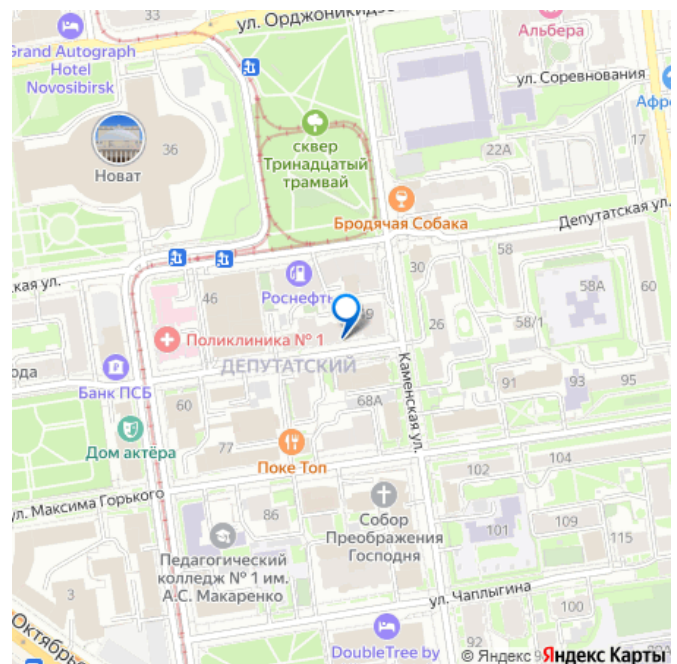 ул. Орджоникидзе
Альбера
Grand Autograph
Hotel
Novosibirsk
ул. Соревнования
Афро
17
сквер
Тринадцатый
трамвай
36
Новат
22А
Бродячая Собака
Депутатская ул.
58
30
58А
60
ская ул.
Роснефть
46
58/1
26
Поликлиника № 1
ДЕПУТАТСКИЙ
Каменская ул.
91
93
95
Банк ПСБ
60
68А
Дом актёра
77
Поке Топ
102
104
ул. Максима Горького
86
Собор
Преображения
Господня
101
109
115
Педагогический
колледж № 1 им.
А.С. Макаренко
3
ул. Чаплыгина
100
DoubleTree by
92
© Яндекс
Яндекс Карты